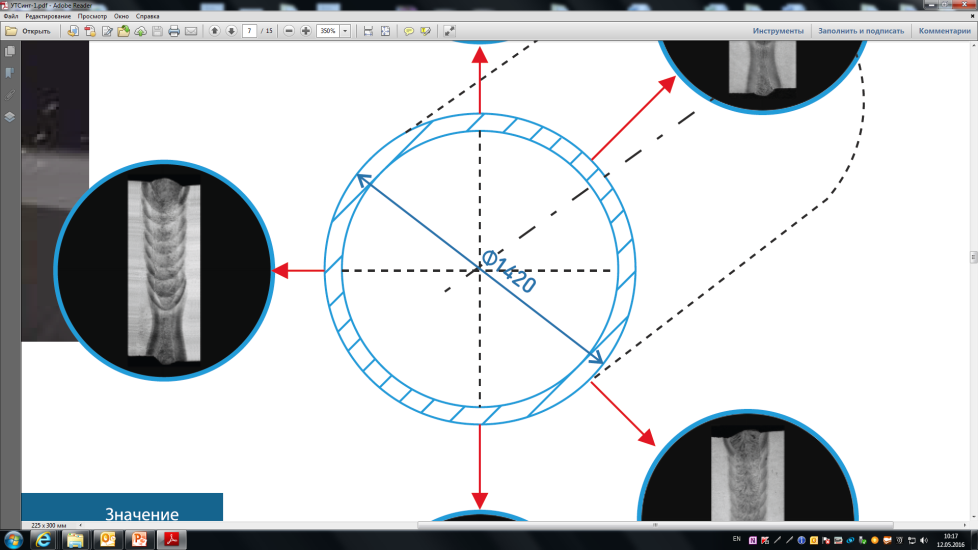 УТСинт-1.pdf - Adobe Reader
Файл Редактирование Просмотр Окно Справка
Открыть 7 / 15 350% Инструменты Заполнить и подписать Комментарии
Ф1420
Значение
225 x 300 мм
EN 10:17
12.05.2016